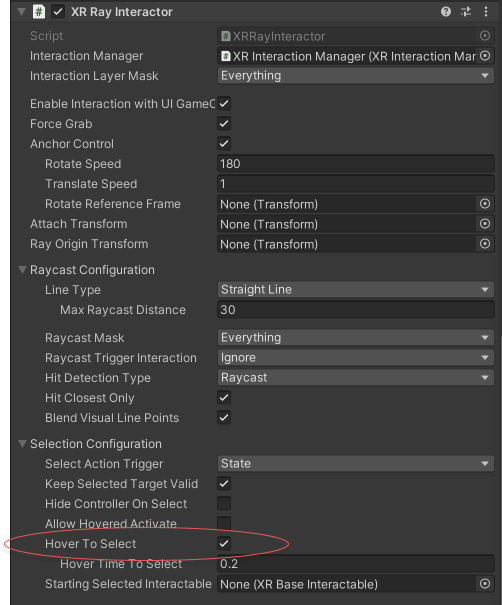 XR Ray Interactor
Script XRRayInteractor
Interaction Manager XR Interaction Manager (XR Interaction Mar
Interaction Layer Mask Everything
Enable Interaction with UI GameC
Force Grab
Anchor Control
Rotate Speed 180
Translate Speed 1
Rotate Reference Frame None (Transform)
Attach Transform None (Transform)
Ray Origin Transform None (Transform)
Raycast Configuration
Line Type Straight Line
Max Raycast Distance 30
Raycast Mask Everything
Raycast Trigger Interaction Ignore
Hit Detection Type Raycast
Hit Closest Only
Blend Visual Line Points
Selection Configuration
Select Action Trigger State
Keep Selected Target Valid
Hide Controller On Select
Allow Hovered Activate
Hover To Select
Hover Time To Select 0.2
Starting Selected Interactable None (XR Base Interactable)